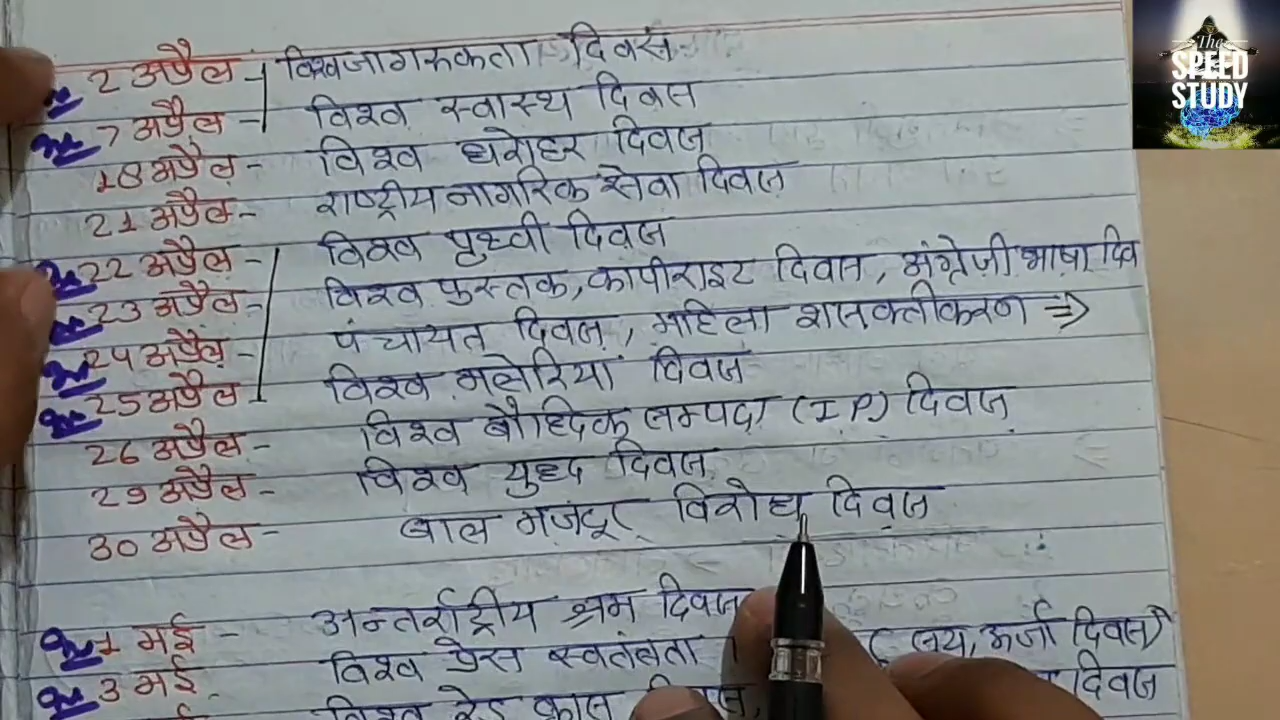 The
SPEED
STUDY
2 अप्रैल - विश्व जागरुकता दिवस
7 अप्रैल - विश्व स्वास्थ दिवस
18 अप्रैल - विश्व धरोहर दिवस
21 अप्रैल - राष्ट्रीय नागरिक सेवा दिवस
22 अप्रैल - विश्व पृथ्वी दिवस
23 अप्रैल - विश्व पुस्तक, कापीराइट दिवस, अंग्रेजी भाषा दिव
24 अप्रैल - पंचायत दिवस, महिला शसक्तीकरण ⇒
25 अप्रैल - विश्व मलेरिया दिवस
26 अप्रैल - विश्व बौद्दिक सम्पदा (I P) दिवस
29 अप्रैल - विश्व युद्द दिवस
30 अप्रैल - बाल मजदूर विरोध दिवस
1 मई - अन्तर्राष्ट्रीय श्रम दिवस
3 मई. विश्व प्रेस स्वतंत्रता ( ऊर्जा दिवस)
विश्व रेड क्रास दिवस, दिवस